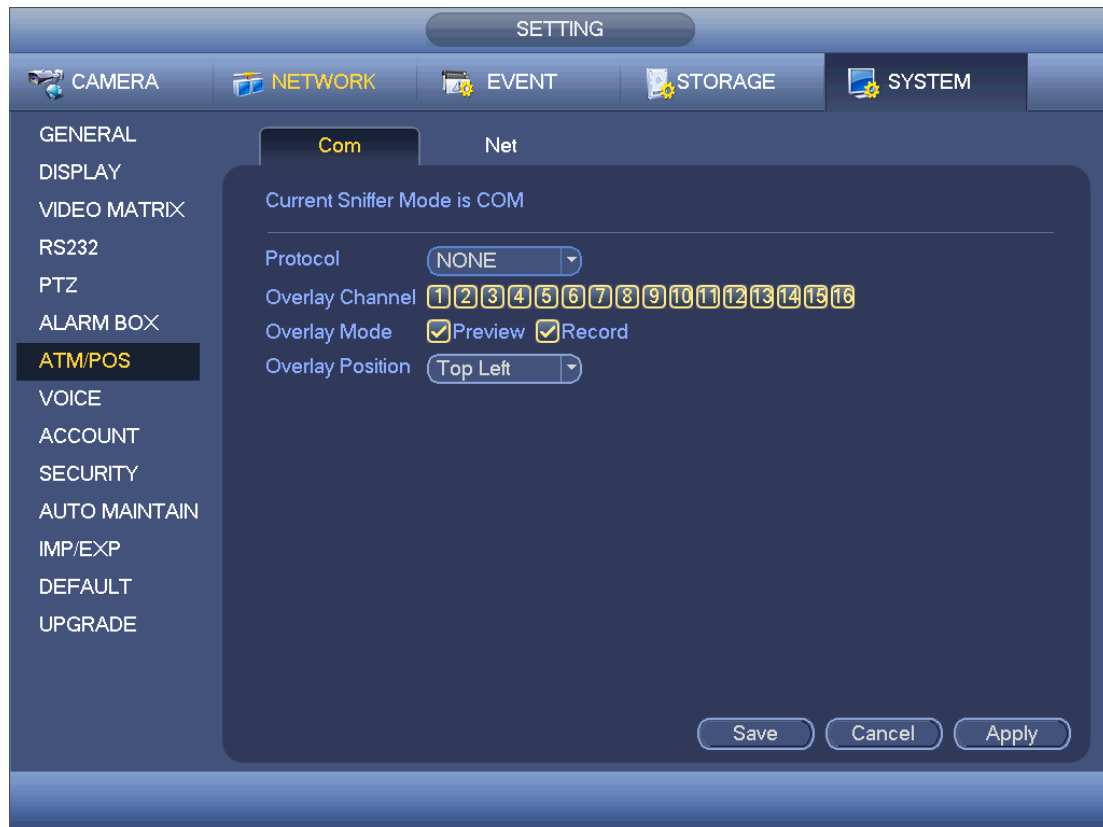 SETTING
CAMERA NETWORK EVENT STORAGE SYSTEM
GENERAL
DISPLAY
VIDEO MATRIX
RS232
PTZ
ALARM BOX
ATM/POS
VOICE
ACCOUNT
SECURITY
AUTO MAINTAIN
IMP/EXP
DEFAULT
UPGRADE
Com Net
Current Sniffer Mode is COM
Protocol NONE
Overlay Channel 1 2 3 4 5 6 7 8 9 10 11 12 13 14 15 16
Overlay Mode Preview Record
Overlay Position Top Left
Save Cancel Apply